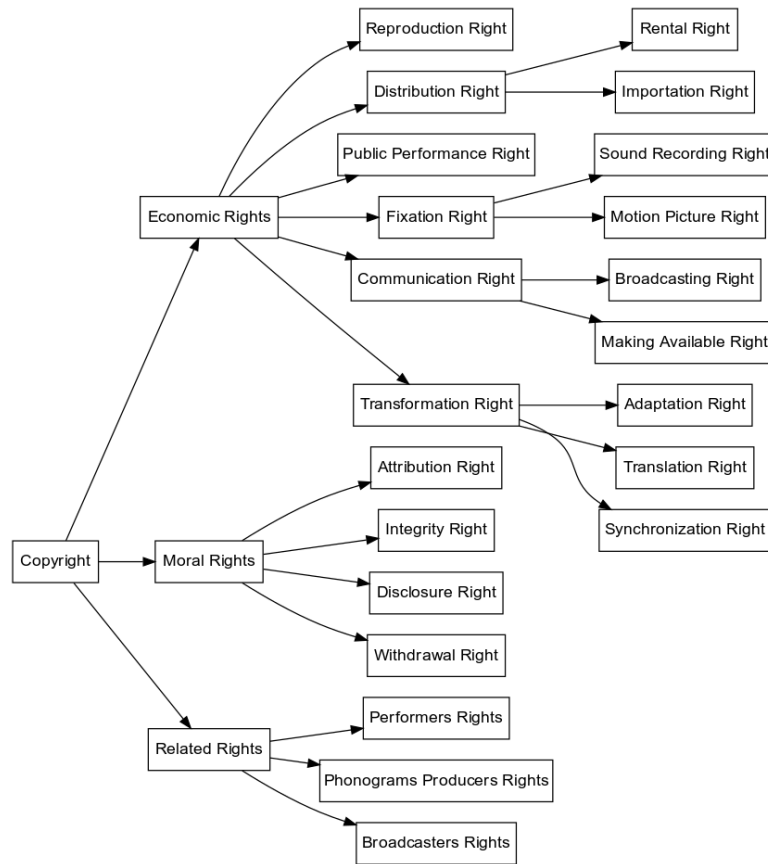 Reproduction Right
Rental Right
Distribution Right
Importation Right
Public Performance Right
Sound Recording Right
Economic Rights
Fixation Right
Motion Picture Right
Communication Right
Broadcasting Right
Making Available Right
Transformation Right
Adaptation Right
Attribution Right
Translation Right
Integrity Right
Synchronization Right
Copyright
Moral Rights
Disclosure Right
Withdrawal Right
Performers Rights
Related Rights
Phonograms Producers Rights
Broadcasters Rights